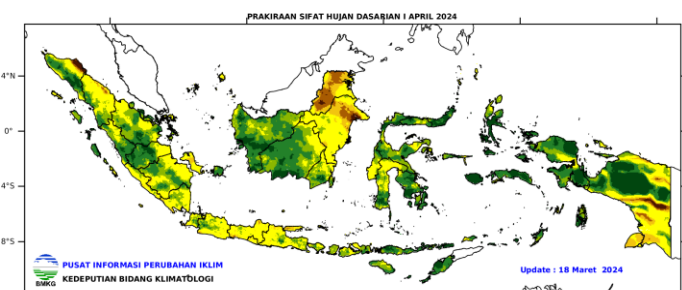 PRAKIRAAN SIFAT HUJAN DASARIAN I APRIL 2024
4°N
0°
4°S
8°S
BMKG
PUSAT INFORMASI PERUBAHAN IKLIM
KEDEPUTIAN BIDANG KLIMATOLOGI
Update : 18 Maret 2024